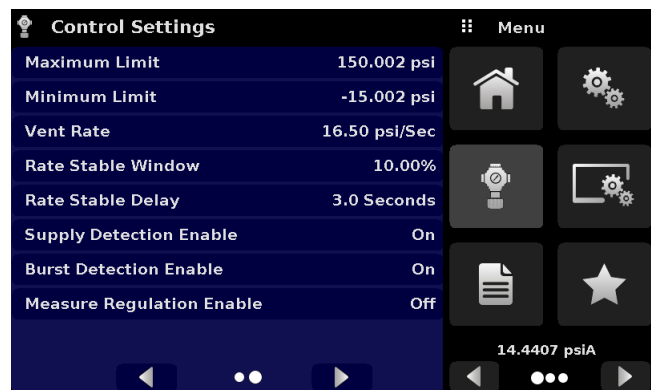 Control Settings
Maximum Limit 150.002 psi
Minimum Limit -15.002 psi
Vent Rate 16.50 psi/Sec
Rate Stable Window 10.00%
Rate Stable Delay 3.0 Seconds
Supply Detection Enable On
Burst Detection Enable On
Measure Regulation Enable Off
Menu
14.4407 psiA